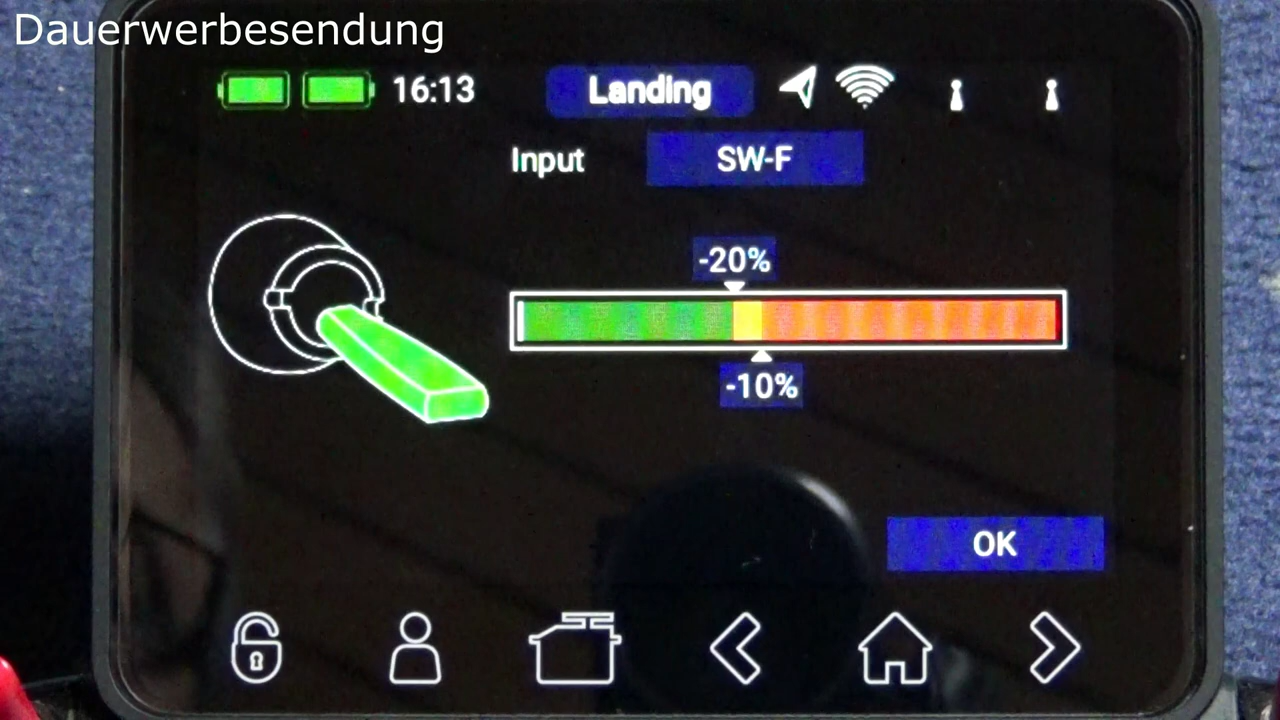 Dauerwerbesendung
16:13 Landing
Input SW-F
-20%
-10%
OK